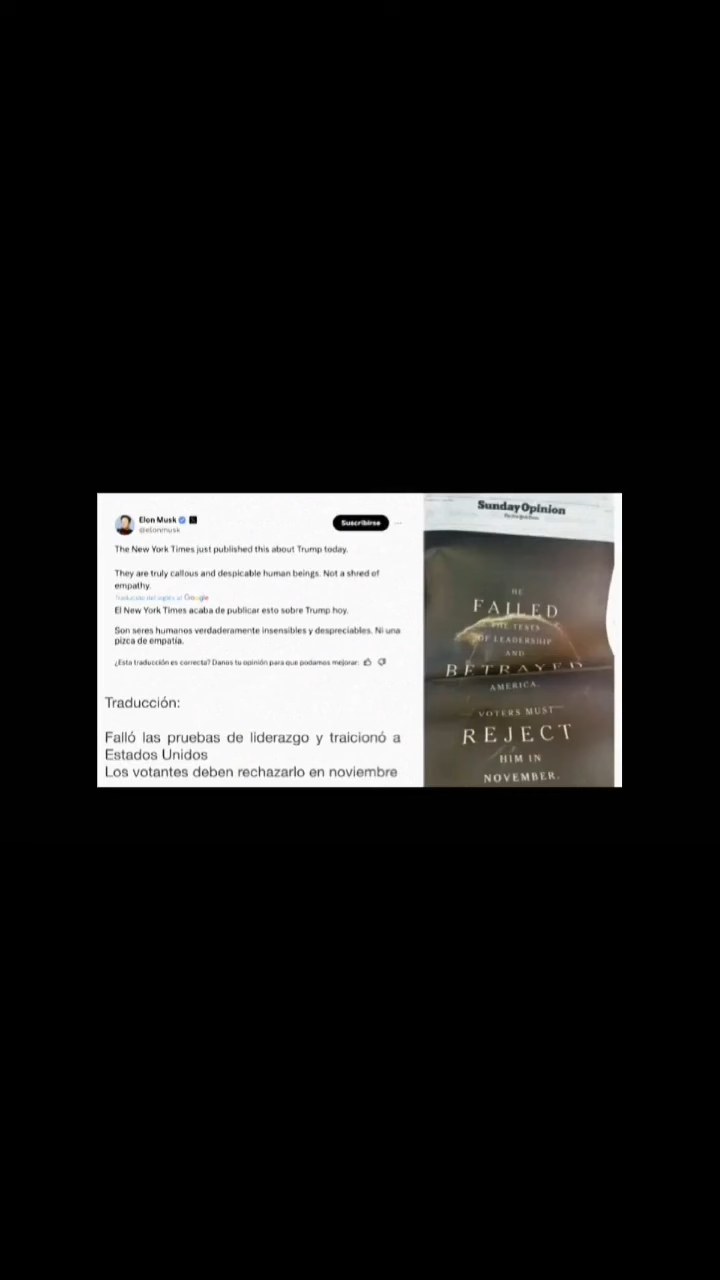 Elon Musk
@elonmusk
Suscribirse
The New York Times just published this about Trump today.
They are truly callous and despicable human beings. Not a shred of
empathy.
Traducido del inglés al Google
El New York Times acaba de publicar esto sobre Trump hoy.
Son seres humanos verdaderamente insensibles y despreciables. Ni una
pizca de empatía.
¿Esta traducción es correcta? Danos tu opinión para que podamos mejorar:
Traducción:
Falló las pruebas de liderazgo y traicionó a
Estados Unidos
Los votantes deben rechazarlo en noviembre
Sunday Opinion
HE
FAILED
THE TESTS
OF LEADERSHIP
AND
BETRAYED
AMERICA.
VOTERS MUST
REJECT
HIM IN
NOVEMBER.